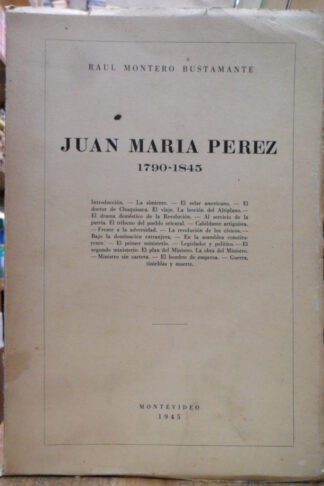 RAUL MONTERO BUSTAMANTE
JUAN MARIA PEREZ
1790-1845
Introducción. — La simiente. — El solar americano. — El
doctor de Chuquisaca. El viaje. La lección del Altiplano. —
El drama doméstico de la Revolución. — Al servicio de la
patria. El tribuno del pueblo oriental. — Cabildante artiguista.
— Frente a la adversidad. — La revolución de los cívicos. —
Bajo la dominación extranjera. — En la asamblea constitu-
yente. — El primer ministerio. — Legislador y político. — El
segundo ministerio. El plan del Ministro. La obra del Ministro.
— Ministro sin cartera. — El hombre de empresa. — Guerra,
tinieblas y muerte.
MONTEVIDEO
1945